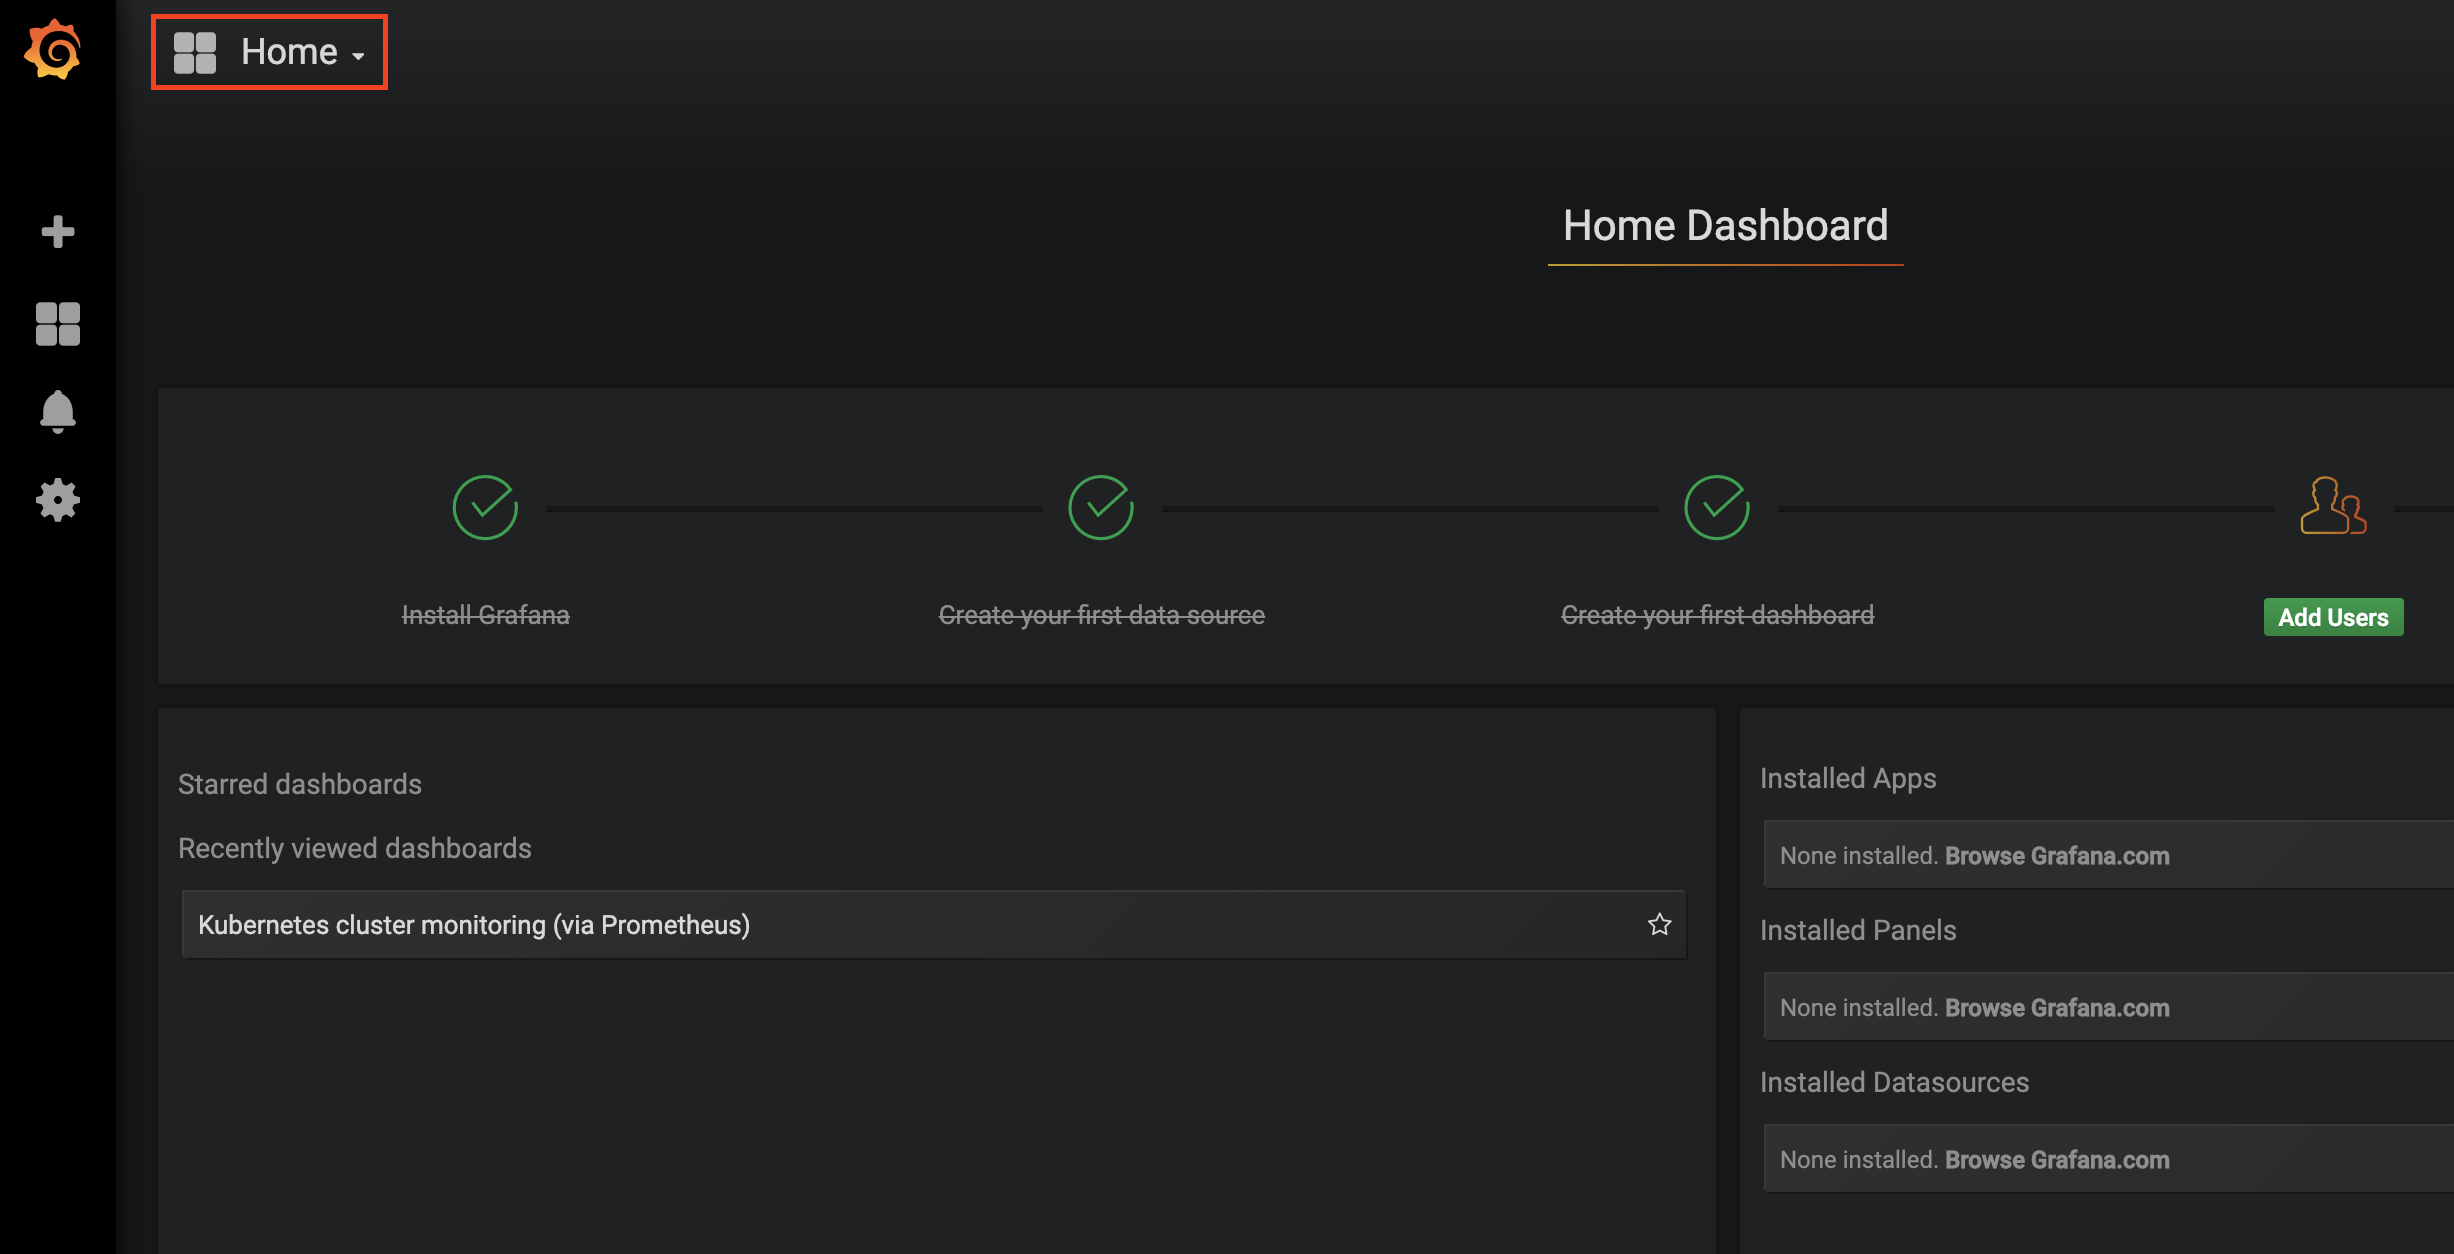 Home
Home Dashboard
Install Grafana
Create your first data source
Create your first dashboard
Add Users
Starred dashboards
Recently viewed dashboards
Kubernetes cluster monitoring (via Prometheus)
Installed Apps
None installed. Browse Grafana.com
Installed Panels
None installed. Browse Grafana.com
Installed Datasources
None installed. Browse Grafana.com